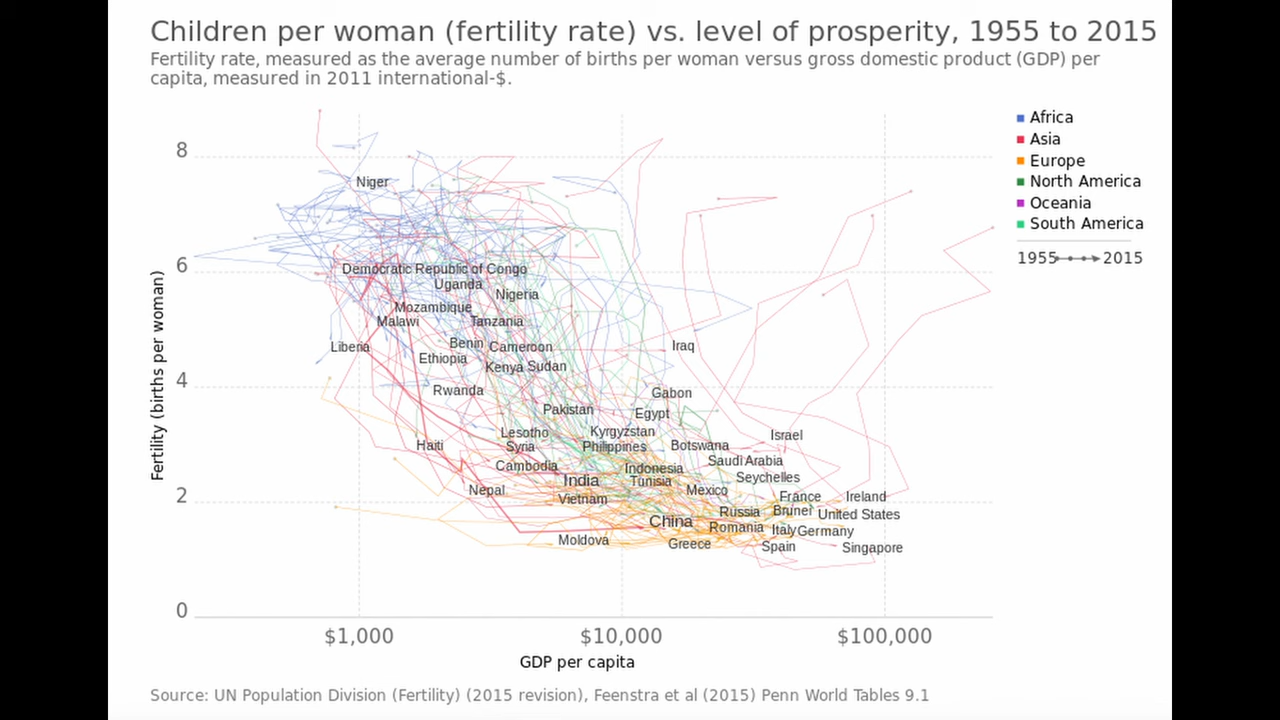 Children per woman (fertility rate) vs. level of prosperity, 1955 to 2015
Fertility rate, measured as the average number of births per woman versus gross domestic product (GDP) per
capita, measured in 2011 international-$.
Africa
Asia
Europe
North America
Oceania
South America
1955 2015
Fertility (births per woman)
8
6
4
2
0
Niger
Democratic Republic of Congo
Uganda
Nigeria
Mozambique
Malawi Tanzania
Liberia Benin Cameroon Iraq
Ethiopia
Kenya Sudan
Rwanda Gabon
Pakistan Egypt
Lesotho Kyrgyzstan Israel
Haiti Syria Philippines Botswana
Cambodia Indonesia Saudi Arabia
India Tunisia Seychelles
Nepal Vietnam Mexico France Ireland
China Russia Brunei United States
Romania Italy Germany
Moldova Greece Spain Singapore
$1,000 $10,000 $100,000
GDP per capita
Source: UN Population Division (Fertility) (2015 revision), Feenstra et al (2015) Penn World Tables 9.1